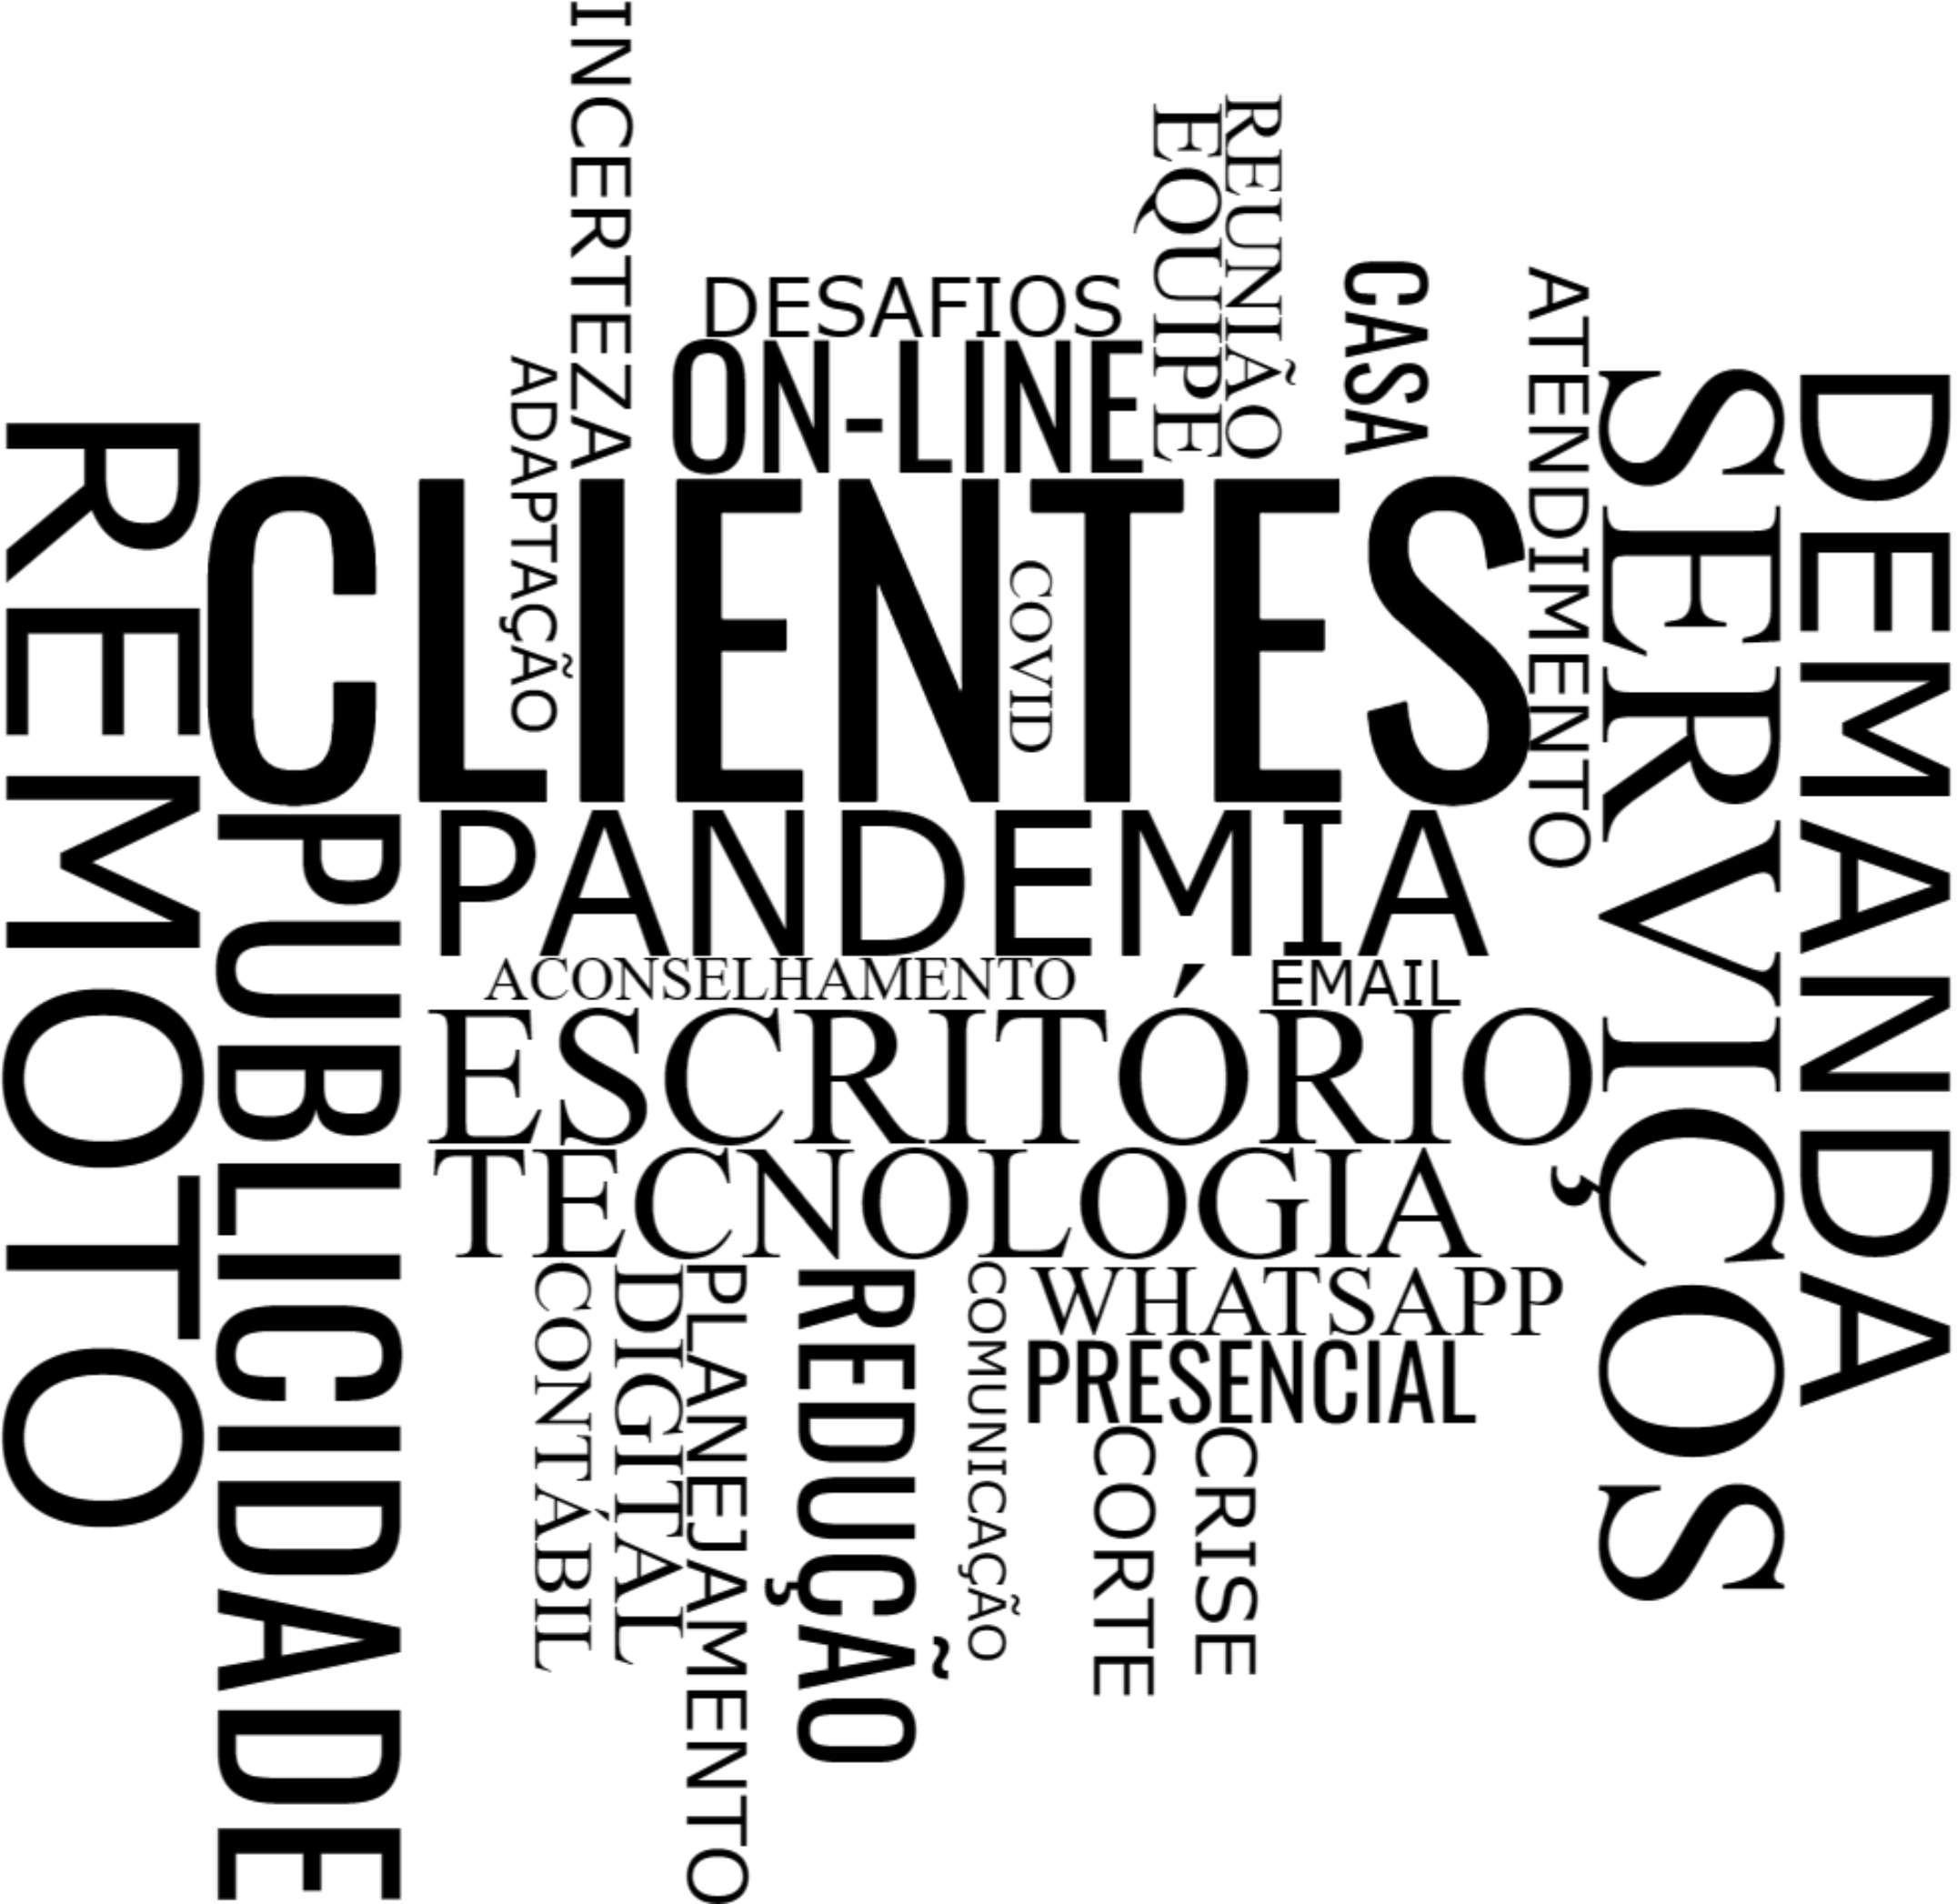 INCERTEZA
REUNIÃO
EQUIPE
CASA
ATENDIMENTO
DESAFIOS
ON-LINE
ADAPTAÇÃO
DEMANDA
SERVIÇOS
REMOTO
CLIENTES
COVID
PUBLICIDADE
PANDEMIA
ACONSELHAMENTO
EMAIL
ESCRITÓRIO
TECNOLOGIA
CONTÁBIL
DIGITAL
PLANEJAMENTO
REDUÇÃO
COMUNICAÇÃO
WHATSAPP
PRESENCIAL
CORTE
CRISE